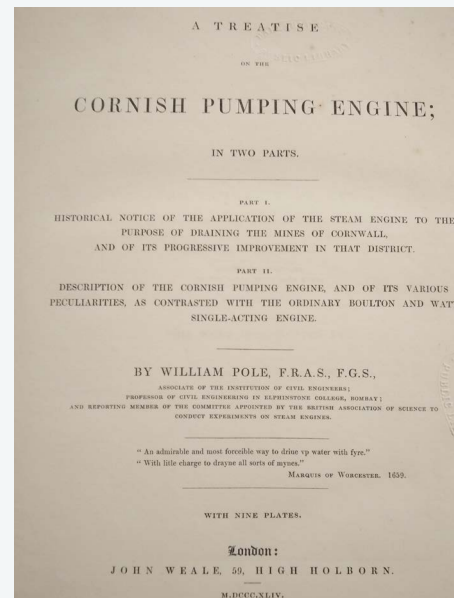 A TREATISE
ON THE
CORNISH PUMPING ENGINE;
IN TWO PARTS.
PART I.
HISTORICAL NOTICE OF THE APPLICATION OF THE STEAM ENGINE TO THE
PURPOSE OF DRAINING THE MINES OF CORNWALL,
AND OF ITS PROGRESSIVE IMPROVEMENT IN THAT DISTRICT.
PART II.
DESCRIPTION OF THE CORNISH PUMPING ENGINE, AND OF ITS VARIOUS
PECULIARITIES, AS CONTRASTED WITH THE ORDINARY BOULTON AND WAT
SINGLE-ACTING ENGINE.
BY WILLIAM POLE, F.R.A.S., F.G.S.,
ASSOCIATE OF THE INSTITUTION OF CIVIL ENGINEERS;
PROFESSOR OF CIVIL ENGINEERING IN ELPHINSTONE COLLEGE, BOMBAY;
AND REPORTING MEMBER OF THE COMMITTEE APPOINTED BY THE BRITISH ASSOCIATION OF SCIENCE TO
CONDUCT EXPERIMENTS ON STEAM ENGINES.
"An admirable and most forceible way to driue vp water with fyre."
"With litle charge to drayne all sorts of mynes."
MARQUIS OF WORCESTER. 1659.
WITH NINE PLATES.
London:
JOHN WEALE, 59, HIGH HOLBORN.
M.DCCC.XLIV.